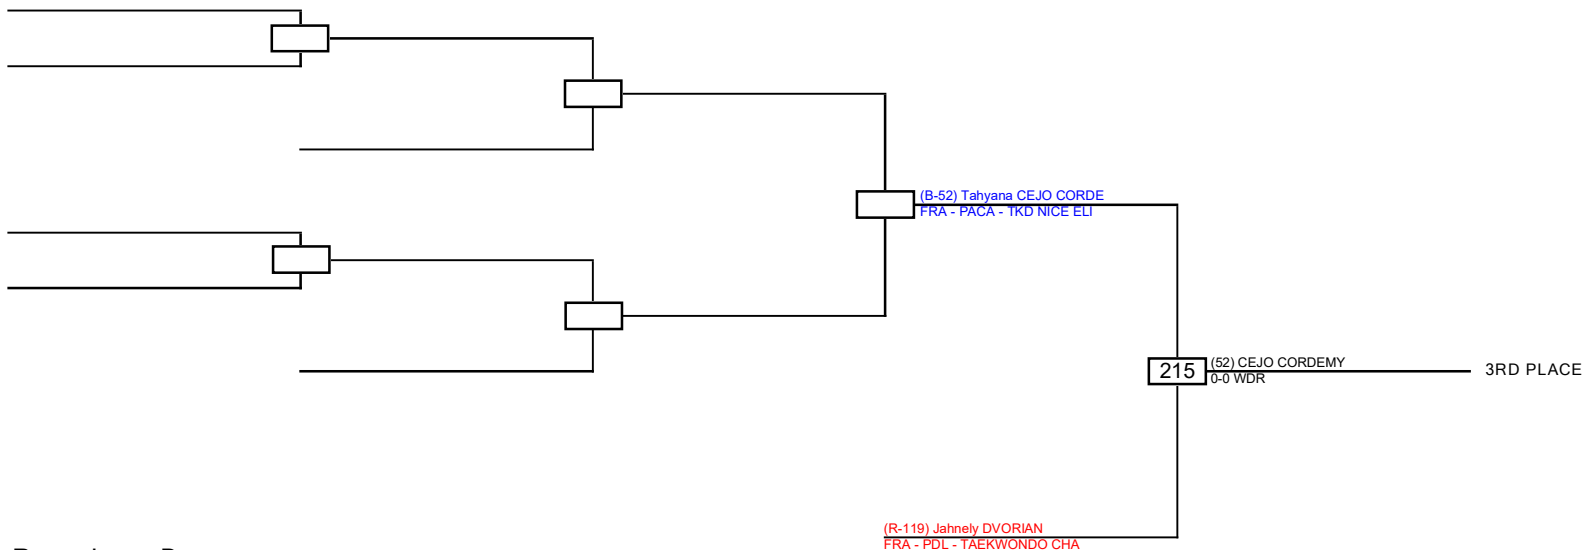 (B-52) Tahyana CEJO CORDE
FRA - PACA - TKD NICE ELI
215
(52) CEJO CORDEMY
0-0 WDR
3RD PLACE
(R-119) Jahnely DVORIAN
FRA - PDL - TAEKWONDO CHA